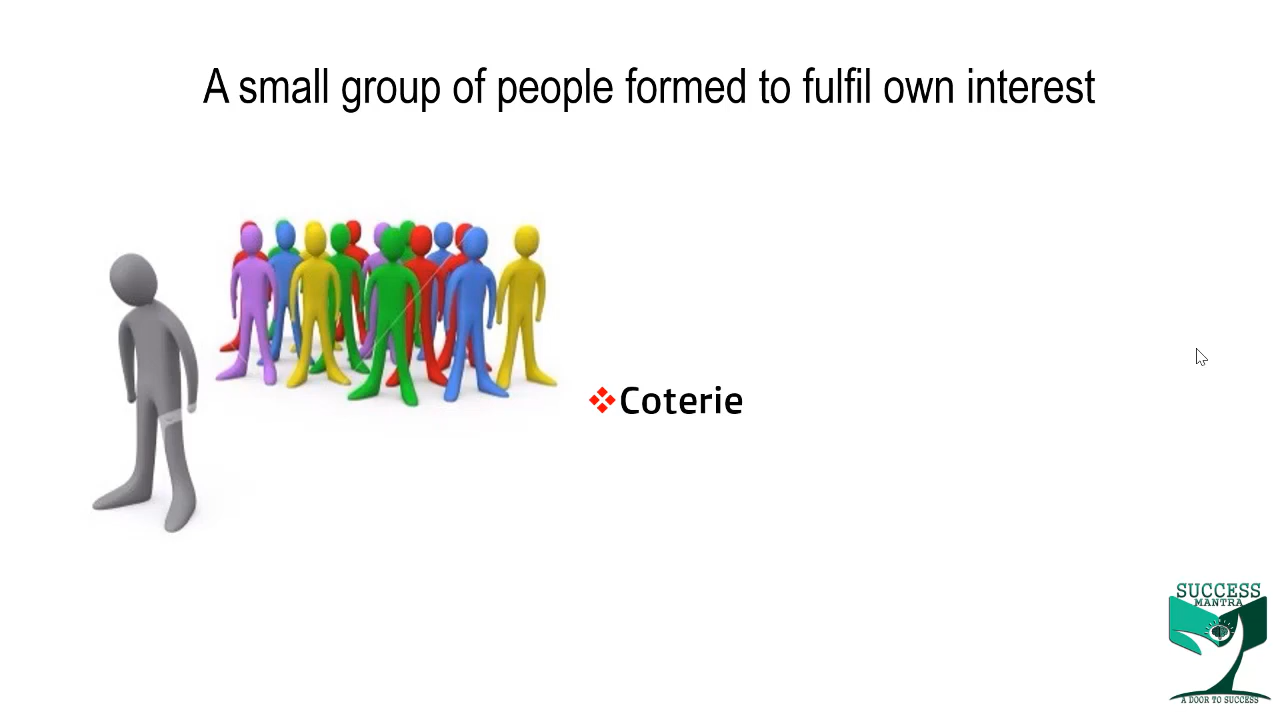 A small group of people formed to fulfil own interest
Coterie
SUCCESS
MANTRA
A DOOR TO SUCCESS